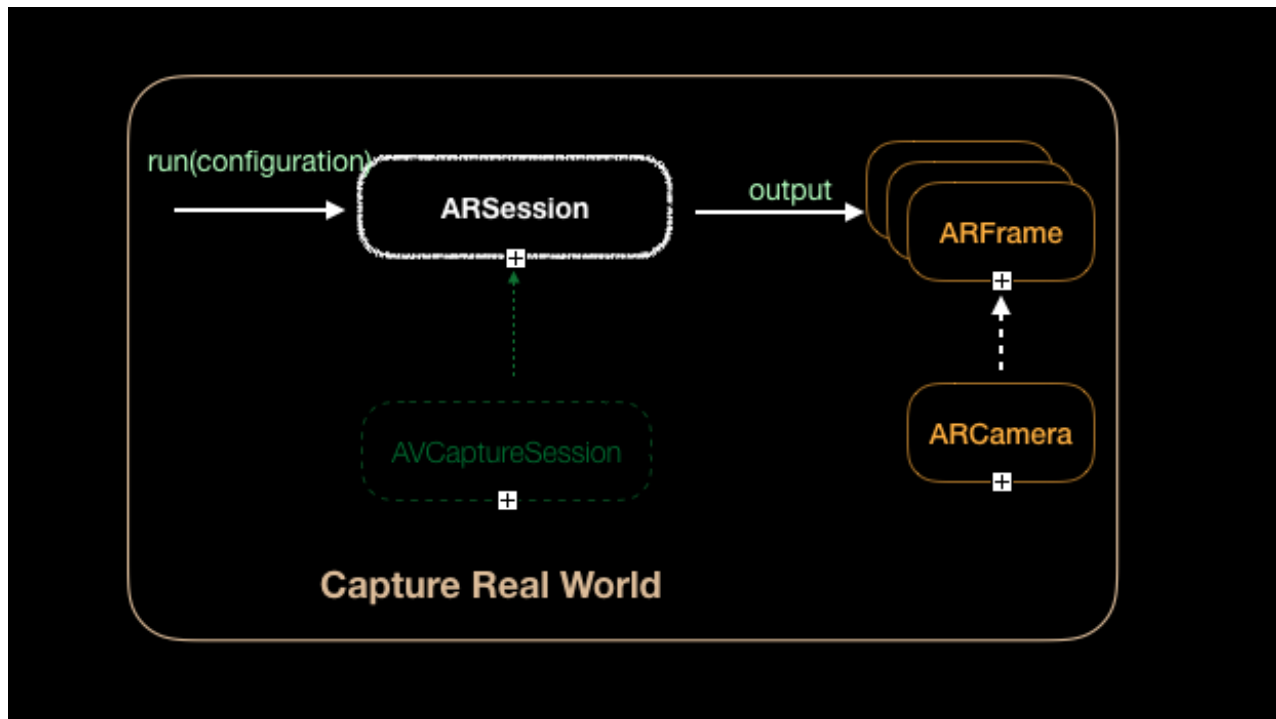 run(configuration)
ARSession
output
ARFrame
AVCaptureSession
ARCamera
Capture Real World